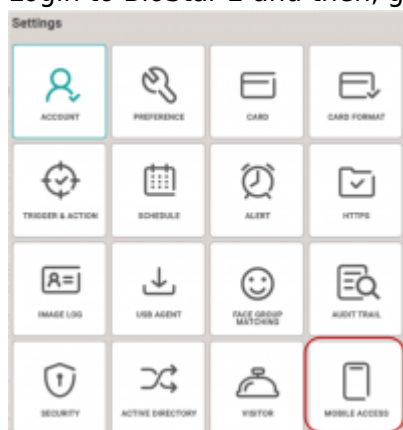 Login to BioStar 2 and then, g
Settings
ACCOUNT
PREFERENCE
CARD
CARD FORMAT
TRIGGER & ACTION
SCHEDULE
ALERT
HTTPS
IMAGE LOG
USB AGENT
FACE GROUP
MATCHING
AUDIT TRAIL
SECURITY
ACTIVE DIRECTORY
VISITOR
MOBILE ACCESS